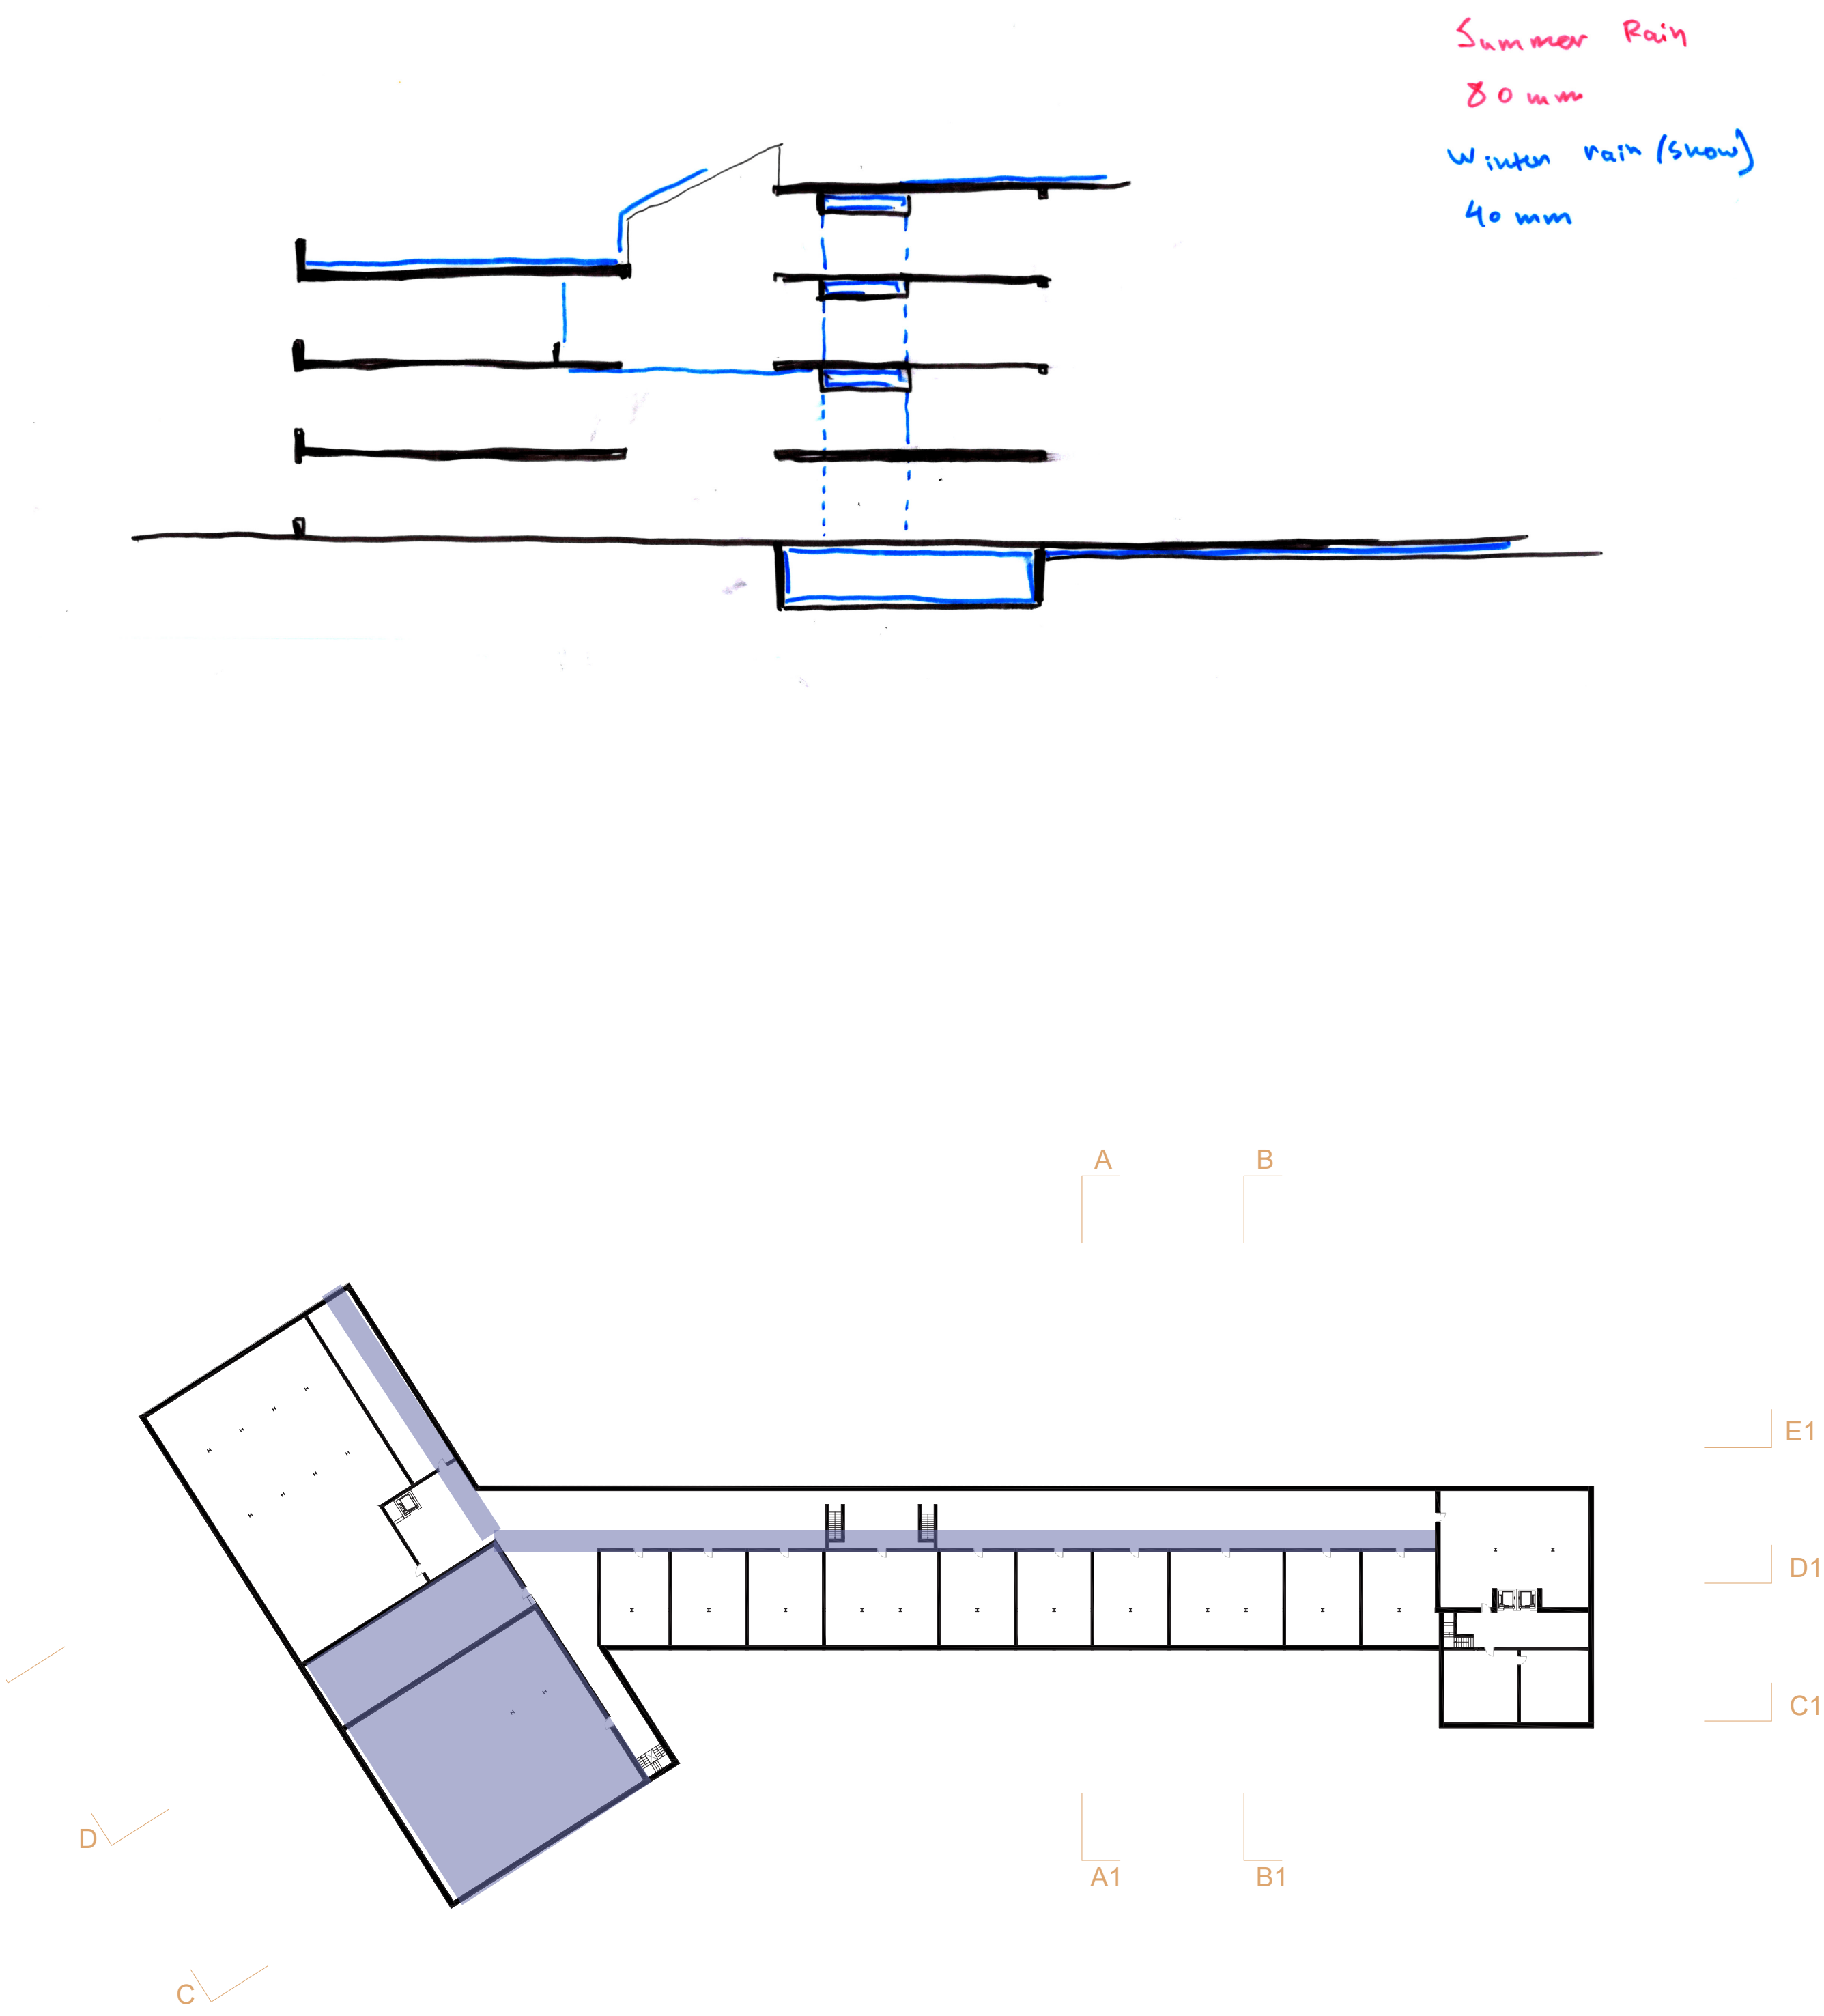 Summer Rain
80 mm
Winter rain (snow)
40 mm
A
B
E1
D1
C1
D
A1
B1
C